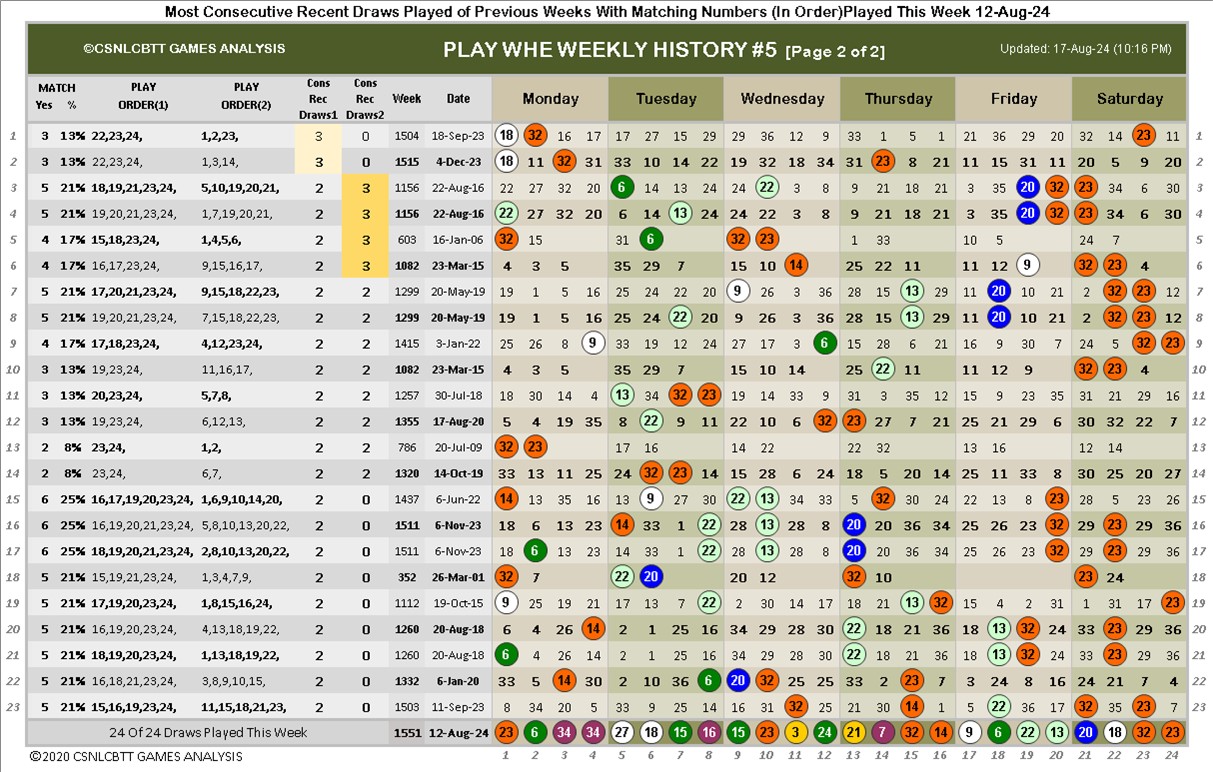 Most Consecutive Recent Draws Played of Previous Weeks With Matching Numbers (In Order)Played This Week 12-Aug-24
©CSNLCBTT GAMES ANALYSIS PLAY WHE WEEKLY HISTORY #5 [Page 2 of 2] Updated: 17-Aug-24 (10:16 PM)
MATCH Yes % PLAY ORDER(1) PLAY ORDER(2) Cons Rec Draws1 Cons Rec Draws2 Week Date Monday Tuesday Wednesday Thursday Friday Saturday
1 3 13% 22,23,24, 1,2,23, 3 0 1504 18-Sep-23 18 32 16 17 17 27 15 29 29 36 12 9 33 1 5 1 21 36 29 20 32 14 23 11 1
2 3 13% 22,23,24, 1,3,14, 3 0 1515 4-Dec-23 18 11 32 31 33 10 14 22 19 32 18 34 31 23 8 21 11 15 31 11 20 5 9 20 2
3 5 21% 18,19,21,23,24, 5,10,19,20,21, 2 3 1156 22-Aug-16 22 27 32 20 6 14 13 24 24 22 3 8 9 21 18 21 3 35 20 32 23 34 6 30 3
4 5 21% 19,20,21,23,24, 1,7,19,20,21, 2 3 1156 22-Aug-16 22 27 32 20 6 14 13 24 24 22 3 8 9 21 18 21 3 35 20 32 23 34 6 30 4
5 4 17% 15,18,23,24, 1,4,5,6, 2 3 603 16-Jan-06 32 15 31 6 32 23 1 33 10 5 24 7 5
6 4 17% 16,17,23,24, 9,15,16,17, 2 3 1082 23-Mar-15 4 3 5 35 29 7 15 10 14 25 22 11 11 12 9 32 23 4 6
7 5 21% 17,20,21,23,24, 9,15,18,22,23, 2 2 1299 20-May-19 19 1 5 16 25 24 22 20 9 26 3 36 28 15 13 29 11 20 10 21 2 32 23 12 7
8 5 21% 19,20,21,23,24, 7,15,18,22,23, 2 2 1299 20-May-19 19 1 5 16 25 24 22 20 9 26 3 36 28 15 13 29 11 20 10 21 2 32 23 12 8
9 4 17% 17,18,23,24, 4,12,23,24, 2 2 1415 3-Jan-22 25 26 8 9 33 19 12 24 27 17 3 6 15 28 6 21 16 9 30 7 24 5 32 23 9
10 3 13% 19,23,24, 11,16,17, 2 2 1082 23-Mar-15 4 3 5 35 29 7 15 10 14 25 22 11 11 12 9 32 23 4 10
11 3 13% 20,23,24, 5,7,8, 2 2 1257 30-Jul-18 18 30 14 4 13 34 32 23 19 14 33 9 31 3 35 12 15 9 23 35 31 21 29 16 11
12 3 13% 19,23,24, 6,12,13, 2 2 1355 17-Aug-20 5 4 19 35 8 22 9 11 22 10 6 32 23 27 7 21 25 21 29 6 30 32 22 7 12
13 2 8% 23,24, 1,2, 2 2 786 20-Jul-09 32 23 17 16 14 22 22 32 13 16 12 14 13
14 2 8% 23,24, 6,7, 2 2 1320 14-Oct-19 33 13 11 25 24 32 23 14 15 28 6 24 18 5 20 14 25 11 33 8 30 25 20 27 14
15 6 25% 16,17,19,20,23,24, 1,6,9,10,14,20, 2 0 1437 6-Jun-22 14 13 35 16 13 9 27 30 22 13 34 33 5 32 30 24 22 13 8 23 28 5 23 26 15
16 6 25% 16,19,20,21,23,24, 5,8,10,13,20,22, 2 0 1511 6-Nov-23 18 6 13 23 14 33 1 22 28 13 28 8 20 20 36 34 25 26 23 32 29 23 29 36 16
17 6 25% 18,19,20,21,23,24, 2,8,10,13,20,22, 2 0 1511 6-Nov-23 18 6 13 23 14 33 1 22 28 13 28 8 20 20 36 34 25 26 23 32 29 23 29 36 17
18 5 21% 15,19,21,23,24, 1,3,4,7,9, 2 0 352 26-Mar-01 32 7 22 20 20 12 32 10 23 24 18
19 5 21% 17,19,20,23,24, 1,8,15,16,24, 2 0 1112 19-Oct-15 9 25 19 21 17 13 7 22 2 30 14 17 18 21 13 32 15 4 2 31 1 31 17 23 19
20 5 21% 16,19,20,23,24, 4,13,18,19,22, 2 0 1260 20-Aug-18 6 4 26 14 2 1 25 16 34 29 28 30 22 18 21 36 18 13 32 24 33 23 29 36 20
21 5 21% 18,19,20,23,24, 1,13,18,19,22, 2 0 1260 20-Aug-18 6 4 26 14 2 1 25 16 34 29 28 30 22 18 21 36 18 13 32 24 33 23 29 36 21
22 5 21% 16,18,21,23,24, 3,8,9,10,15, 2 0 1332 6-Jan-20 33 5 14 30 2 10 36 6 20 32 25 25 33 2 23 7 3 24 8 16 24 21 7 4 22
23 5 21% 15,16,19,23,24, 11,15,18,21,23, 2 0 1503 11-Sep-23 8 34 20 5 33 9 25 14 16 31 32 25 21 30 14 1 5 22 36 17 32 35 23 7 23
24 Of 24 Draws Played This Week 1551 12-Aug-24 23 6 34 34 27 18 15 16 15 23 3 24 21 7 32 14 9 6 22 13 20 18 32 23
©2020 CSNLCBTT GAMES ANALYSIS 1 2 3 4 5 6 7 8 9 10 11 12 13 14 15 16 17 18 19 20 21 22 23 24